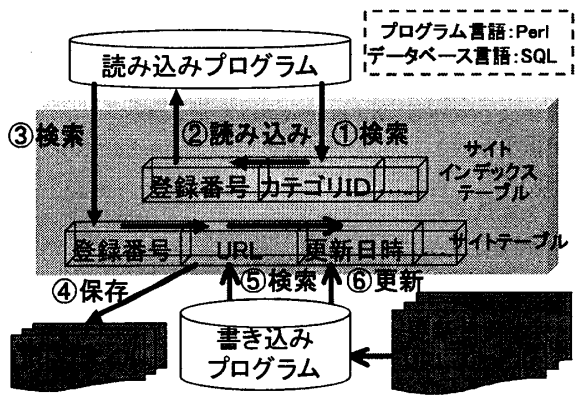 プログラム言語:Perl
データベース言語:SQL
読み込みプログラム
③検索
②読み込み
①検索
サイト
インデックス
テーブル
登録番号
カテゴリID
登録番号
URL
更新日時
サイトテーブル
④保存
⑤検索
⑥更新
書き込み
プログラム